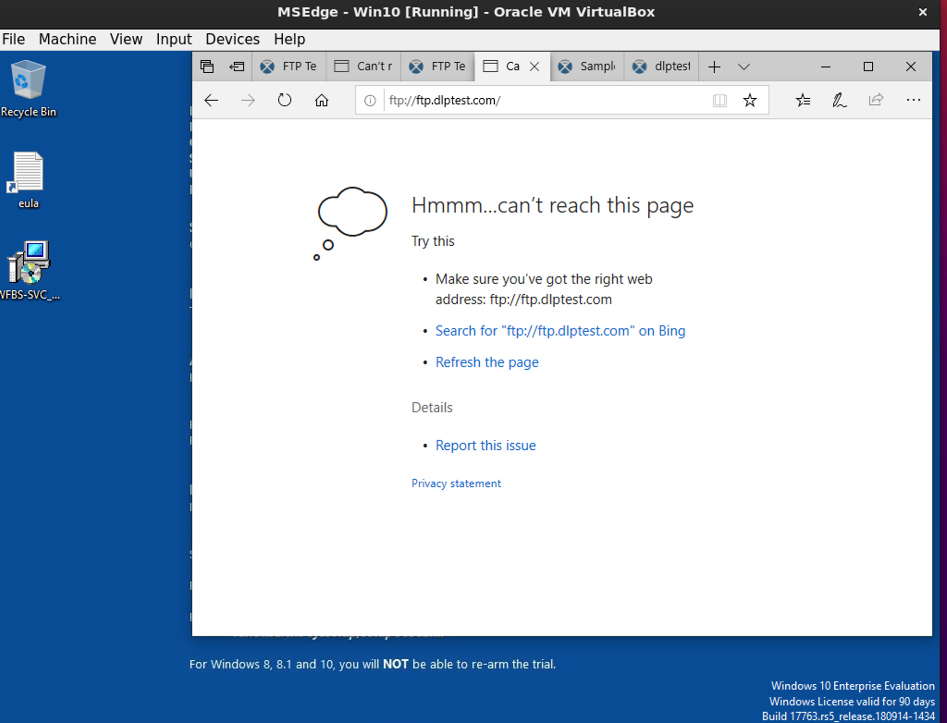 MSEdge - Win10 [Running] - Oracle VM VirtualBox
File Machine View Input Devices Help
Recycle Bin
eula
WFBS-SVC_...
FTP Te
Can't r
FTP Te
Ca
Sampl
dlptest
ftp://ftp.dlptest.com/
Hmmm...can't reach this page
Try this
• Make sure you've got the right web
address: ftp://ftp.dlptest.com
• Search for "ftp://ftp.dlptest.com" on Bing
• Refresh the page
Details
• Report this issue
Privacy statement
For Windows 8, 8.1 and 10, you will NOT be able to re-arm the trial.
Windows 10 Enterprise Evaluation
Windows License valid for 90 days
Build 17763.rs5_release.180914-1434